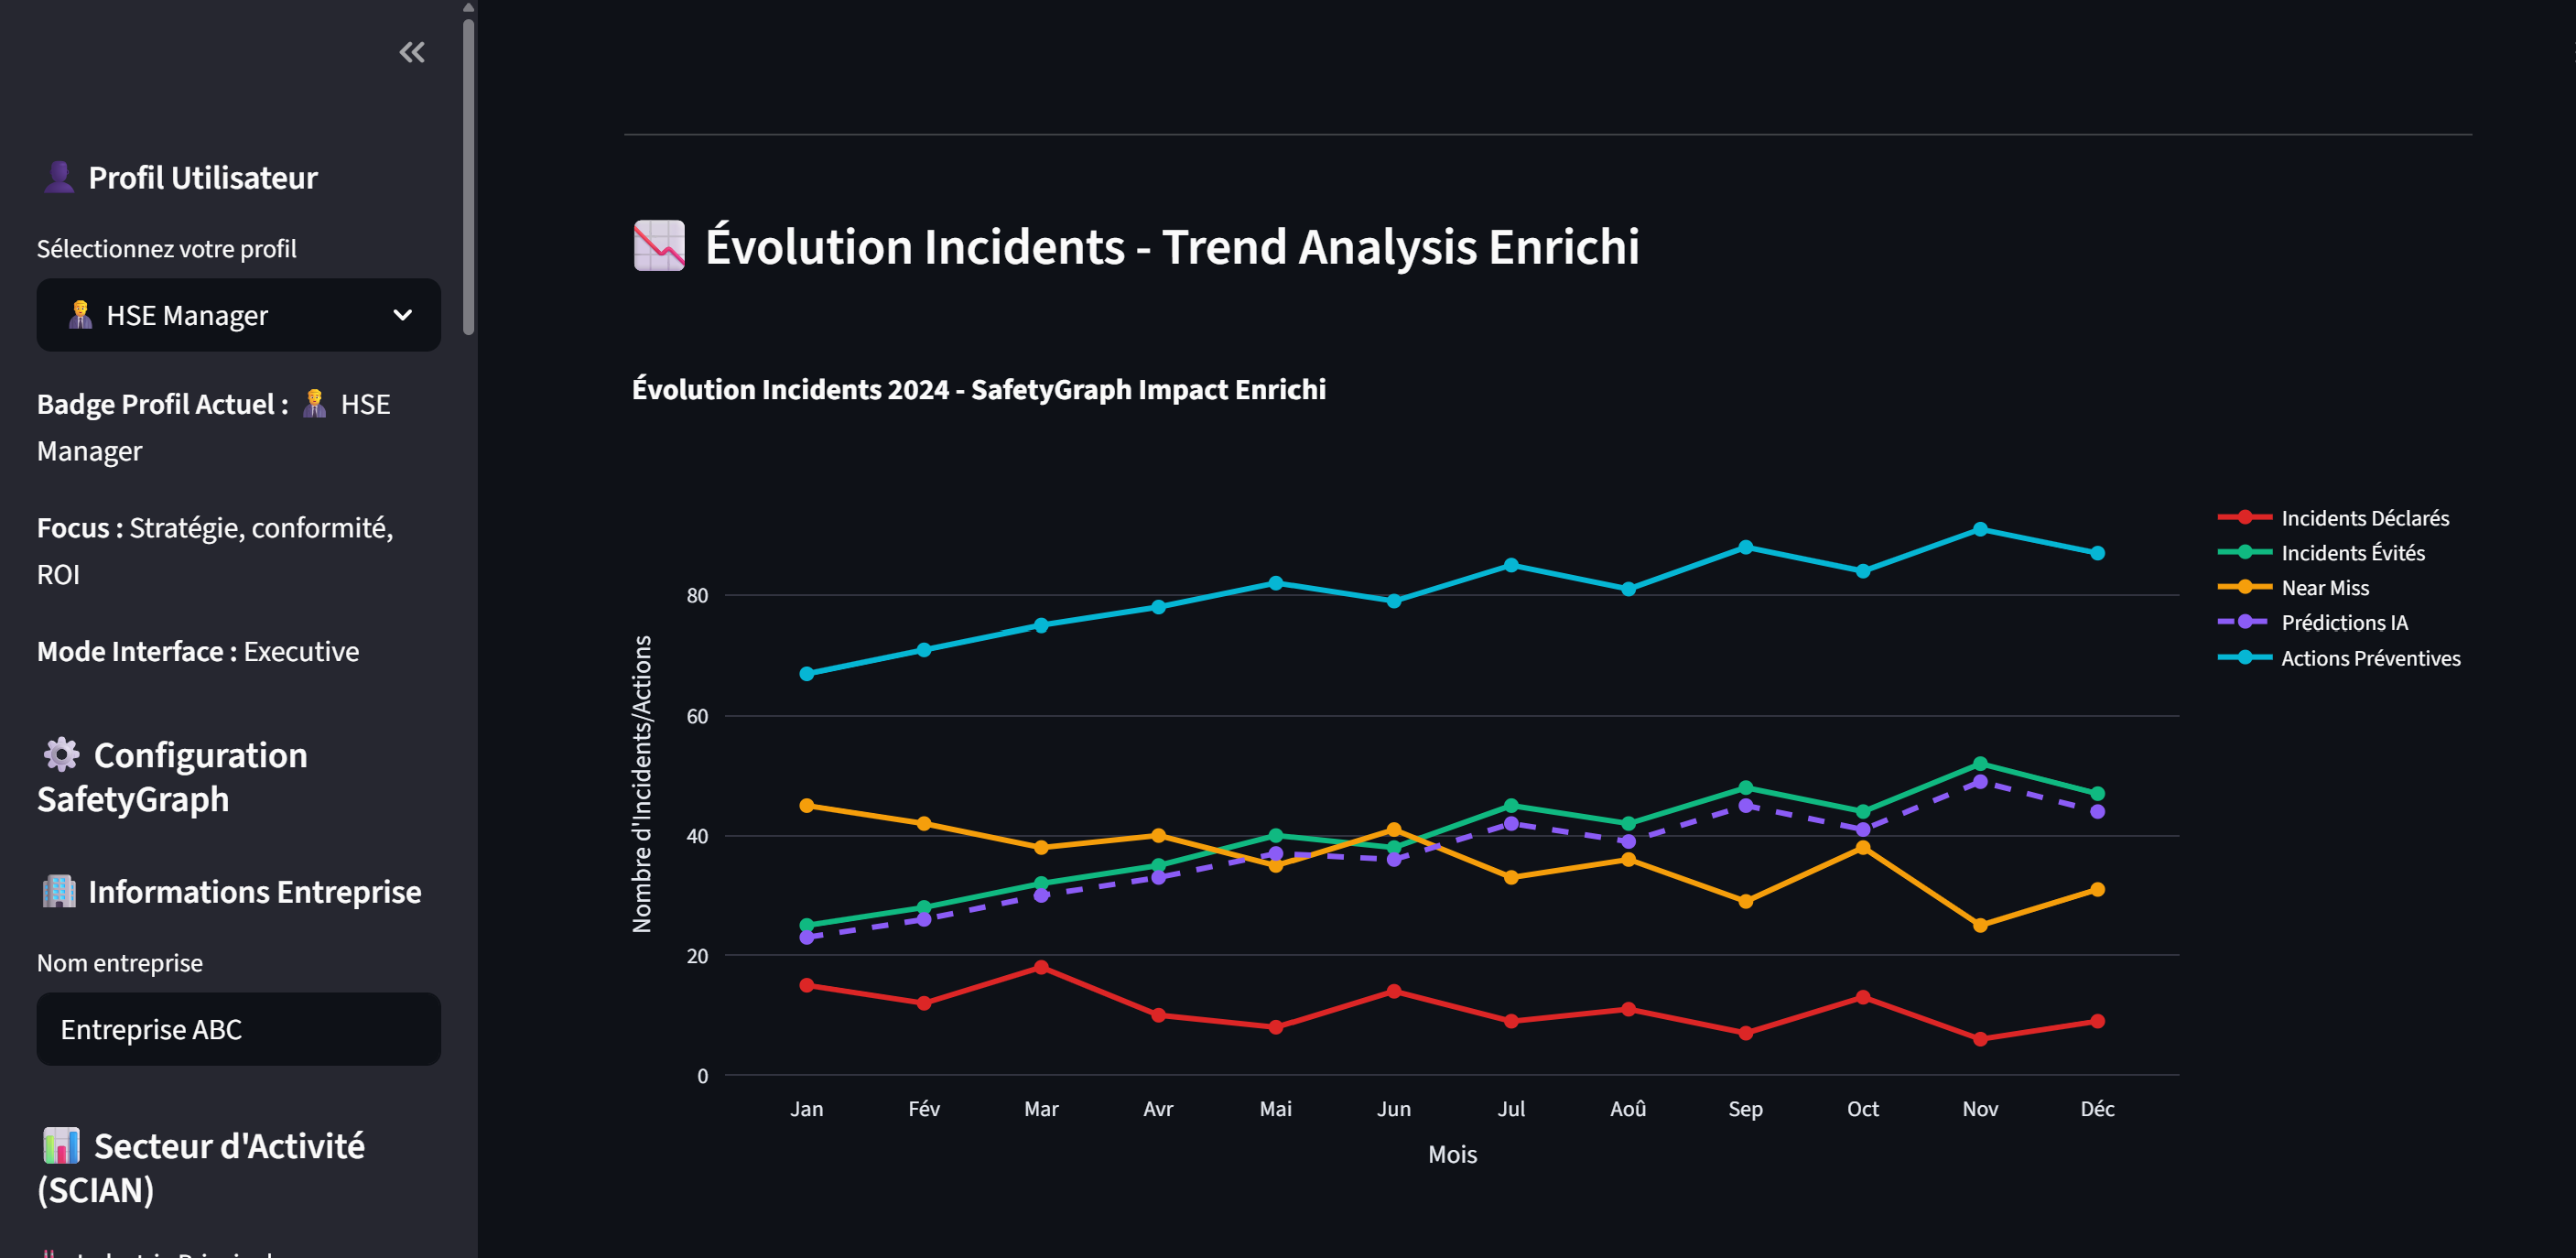 Profil Utilisateur
Sélectionnez votre profil
HSE Manager
Badge Profil Actuel : HSE
Manager
Focus : Stratégie, conformité,
ROI
Mode Interface : Executive
Configuration
SafetyGraph
Informations Entreprise
Nom entreprise
Entreprise ABC
Secteur d'Activité
(SCIAN)
Évolution Incidents - Trend Analysis Enrichi
Évolution Incidents 2024 - SafetyGraph Impact Enrichi
Incidents Déclarés
Incidents Évités
Near Miss
Prédictions IA
Actions Préventives
Nombre d'Incidents/Actions
80
60
40
20
0
Jan Fév Mar Avr Mai Jun Jul Aoû Sep Oct Nov Déc
Mois